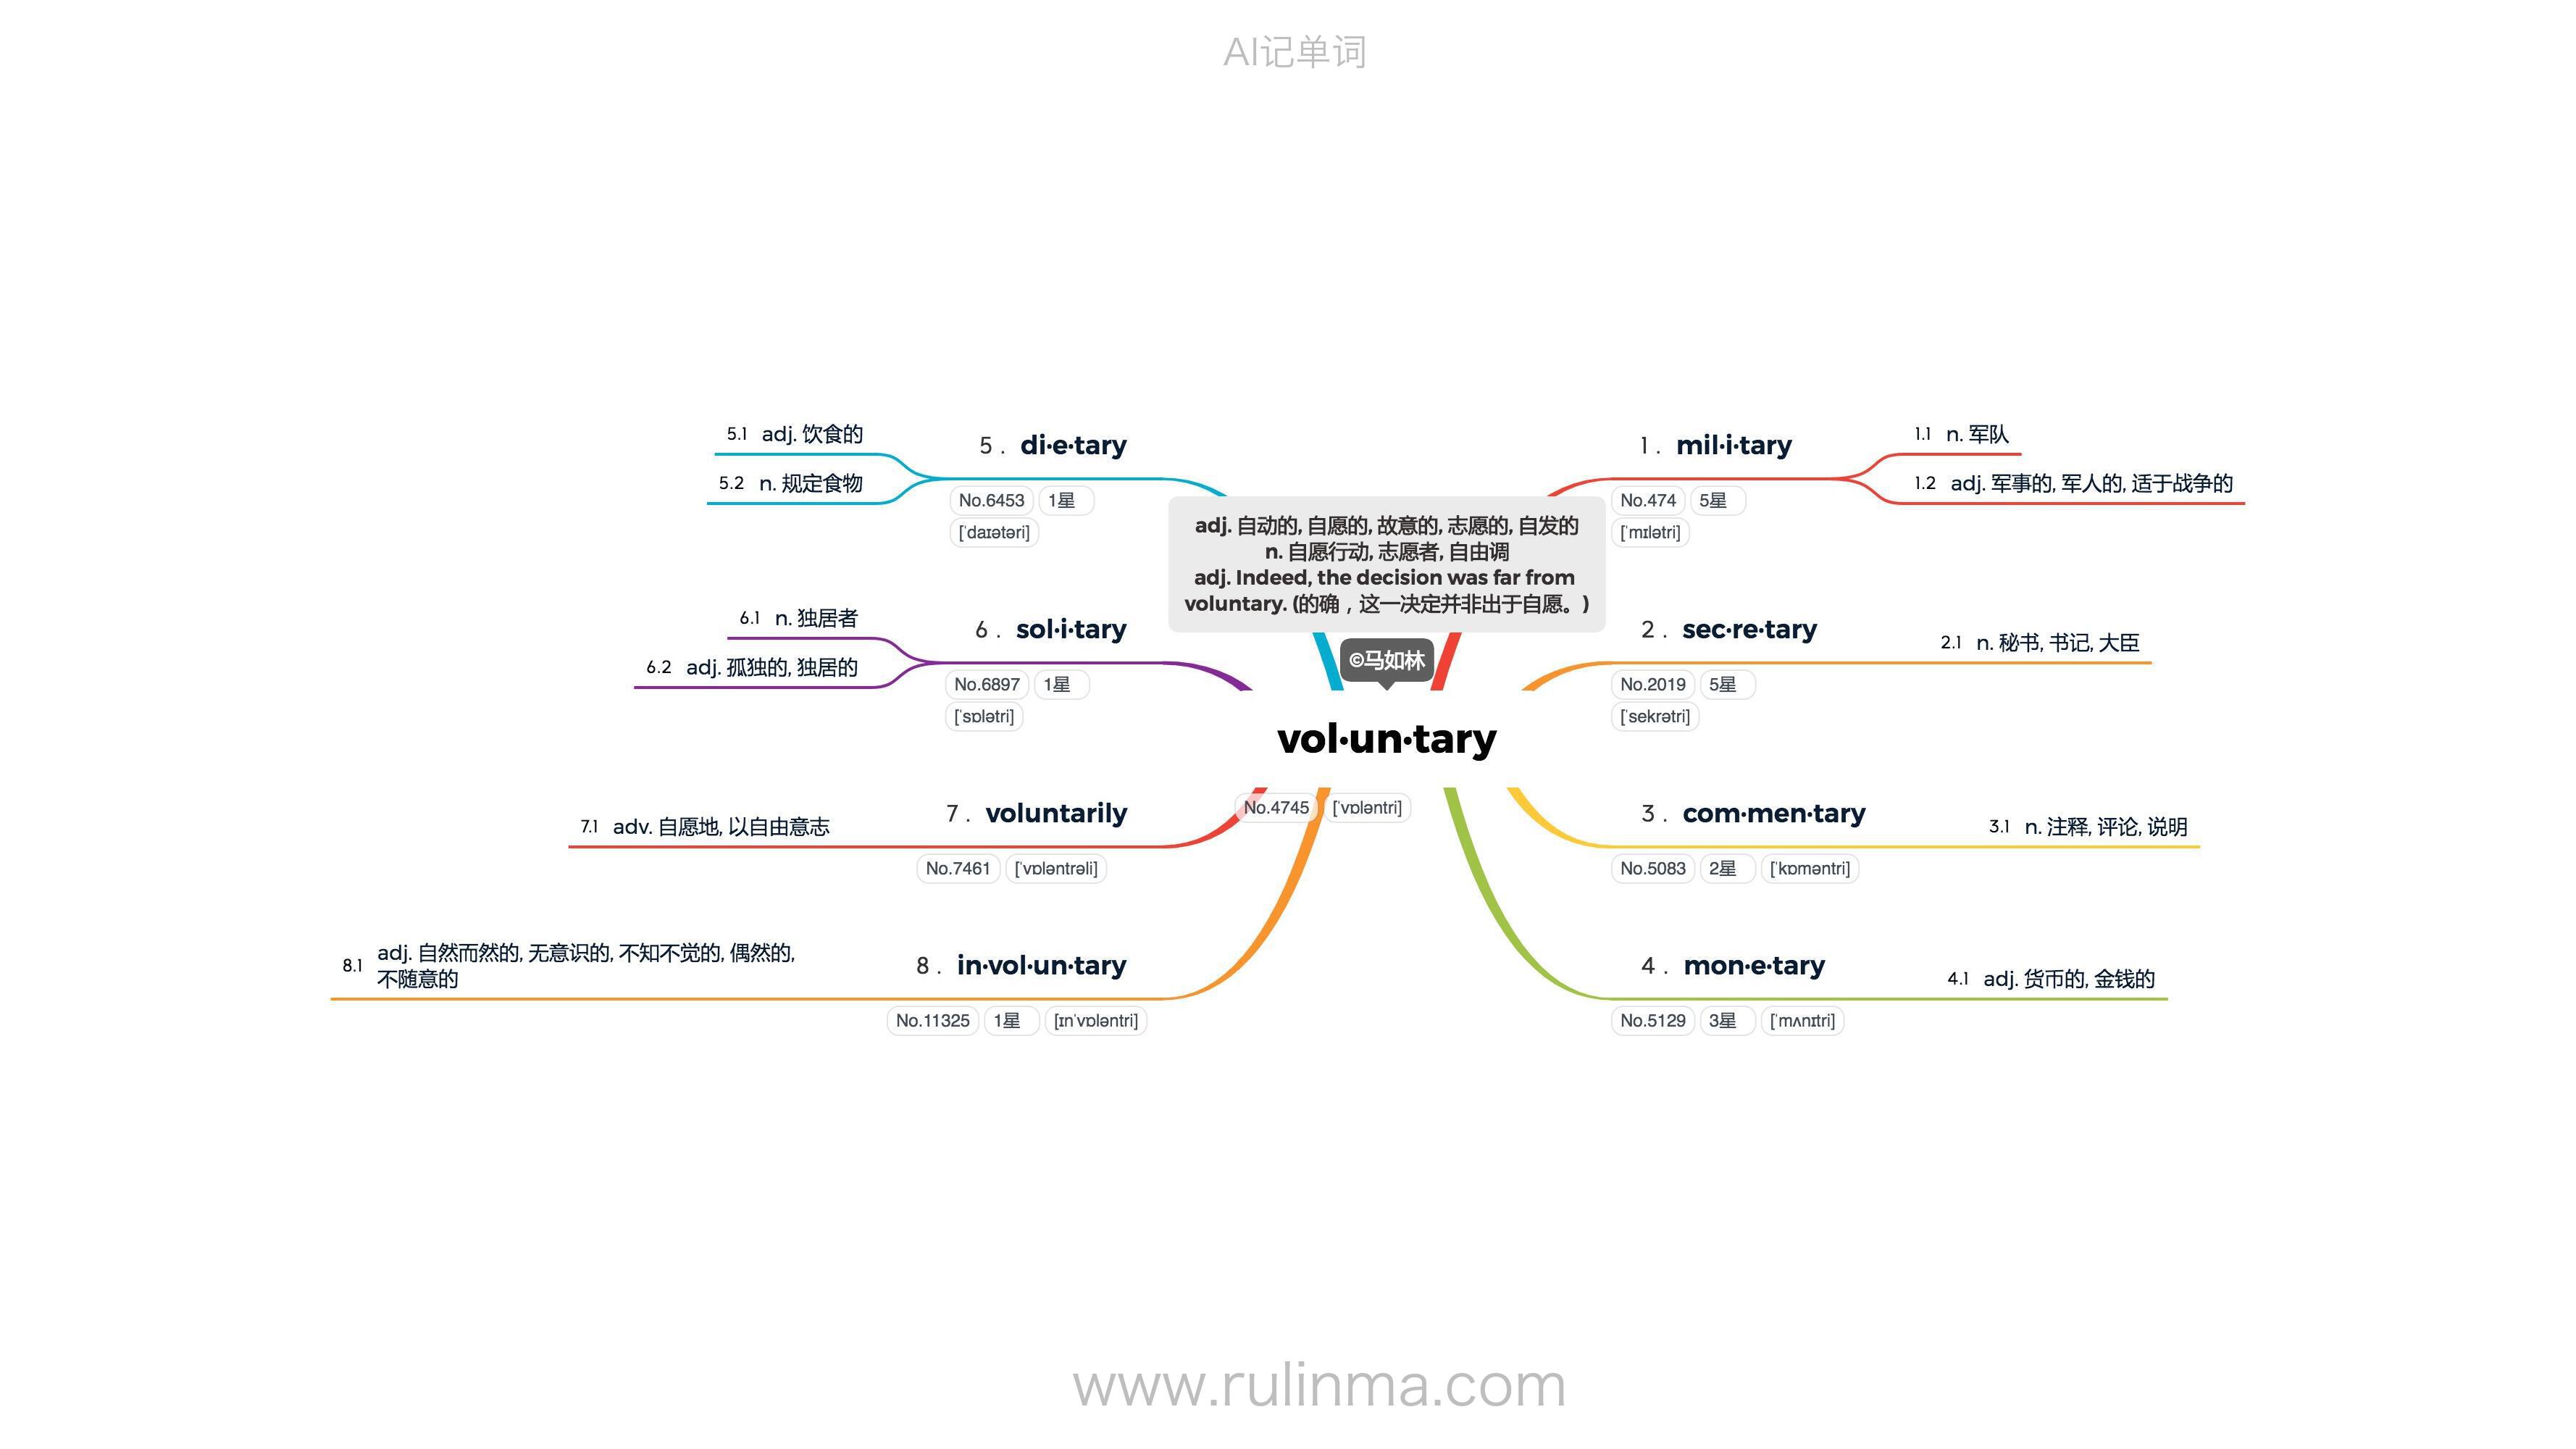 AI记单词
adj. 自动的, 自愿的, 故意的, 志愿的, 自发的
n. 自愿行动, 志愿者, 自由调
adj. Indeed, the decision was far from
voluntary. (的确，这一决定并非出于自愿。)
©马如林
vol·un·tary
No.4745 [ˈvɒləntri]
1. mil·i·tary
No.474 5星
[ˈmɪlətri]
1.1 n. 军队
1.2 adj. 军事的, 军人的, 适于战争的
2. sec·re·tary
No.2019 5星
[ˈsekrətri]
2.1 n. 秘书, 书记, 大臣
3. com·men·tary
No.5083 2星 [ˈkɒməntri]
3.1 n. 注释, 评论, 说明
4. mon·e·tary
No.5129 3星 [ˈmʌnɪtri]
4.1 adj. 货币的, 金钱的
5. di·e·tary
No.6453 1星
[ˈdaɪətəri]
5.1 adj. 饮食的
5.2 n. 规定食物
6. sol·i·tary
No.6897 1星
[ˈsɒlətri]
6.1 n. 独居者
6.2 adj. 孤独的, 独居的
7. voluntarily
No.7461 [ˈvɒləntrəli]
7.1 adv. 自愿地, 以自由意志
8. in·vol·un·tary
No.11325 1星 [ɪnˈvɒləntri]
8.1 adj. 自然而然的, 无意识的, 不知不觉的, 偶然的,
不随意的
www.rulinma.com